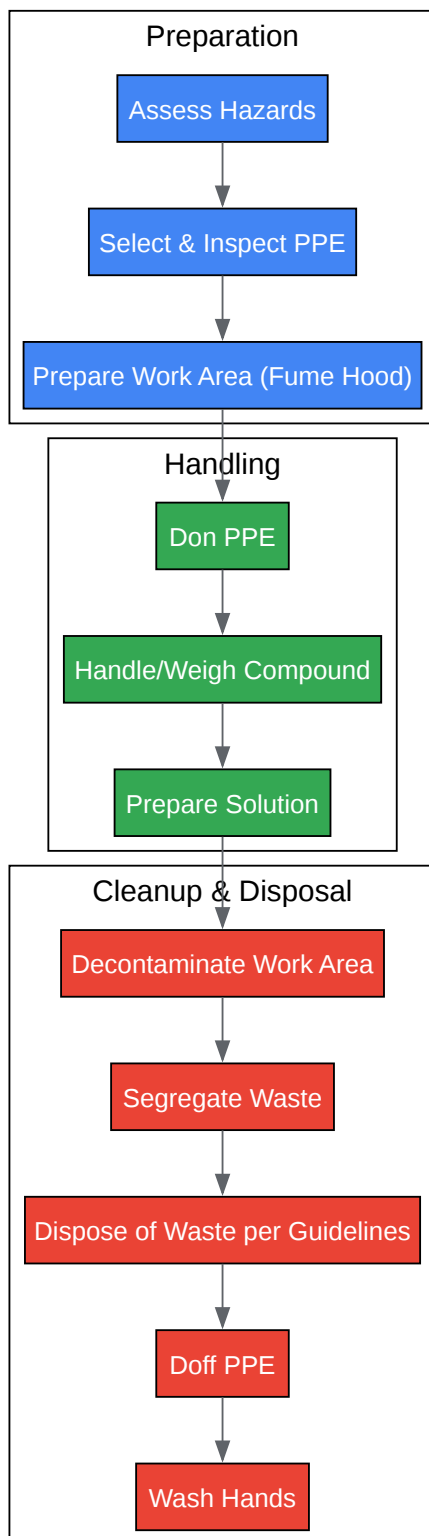 Preparation
Assess Hazards
Select & Inspect PPE
Prepare Work Area (Fume Hood)
Handling
Don PPE
Handle/Weigh Compound
Prepare Solution
Cleanup & Disposal
Decontaminate Work Area
Segregate Waste
Dispose of Waste per Guidelines
Doff PPE
Wash Hands